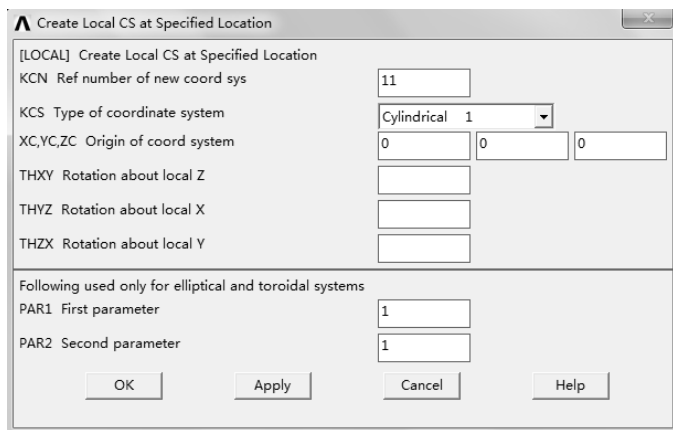 Create Local CS at Specified Location
[LOCAL] Create Local CS at Specified Location
KCN Ref number of new coord sys 11
KCS Type of coordinate system Cylindrical 1
XC,YC,ZC Origin of coord system 0 0 0
THXY Rotation about local Z
THYZ Rotation about local X
THZX Rotation about local Y
Following used only for elliptical and toroidal systems
PAR1 First parameter 1
PAR2 Second parameter 1
OK Apply Cancel Help